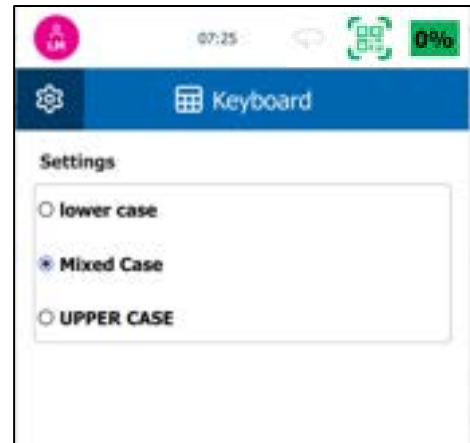 LM
07:25
0%
Keyboard
Settings
lower case
Mixed Case
UPPER CASE